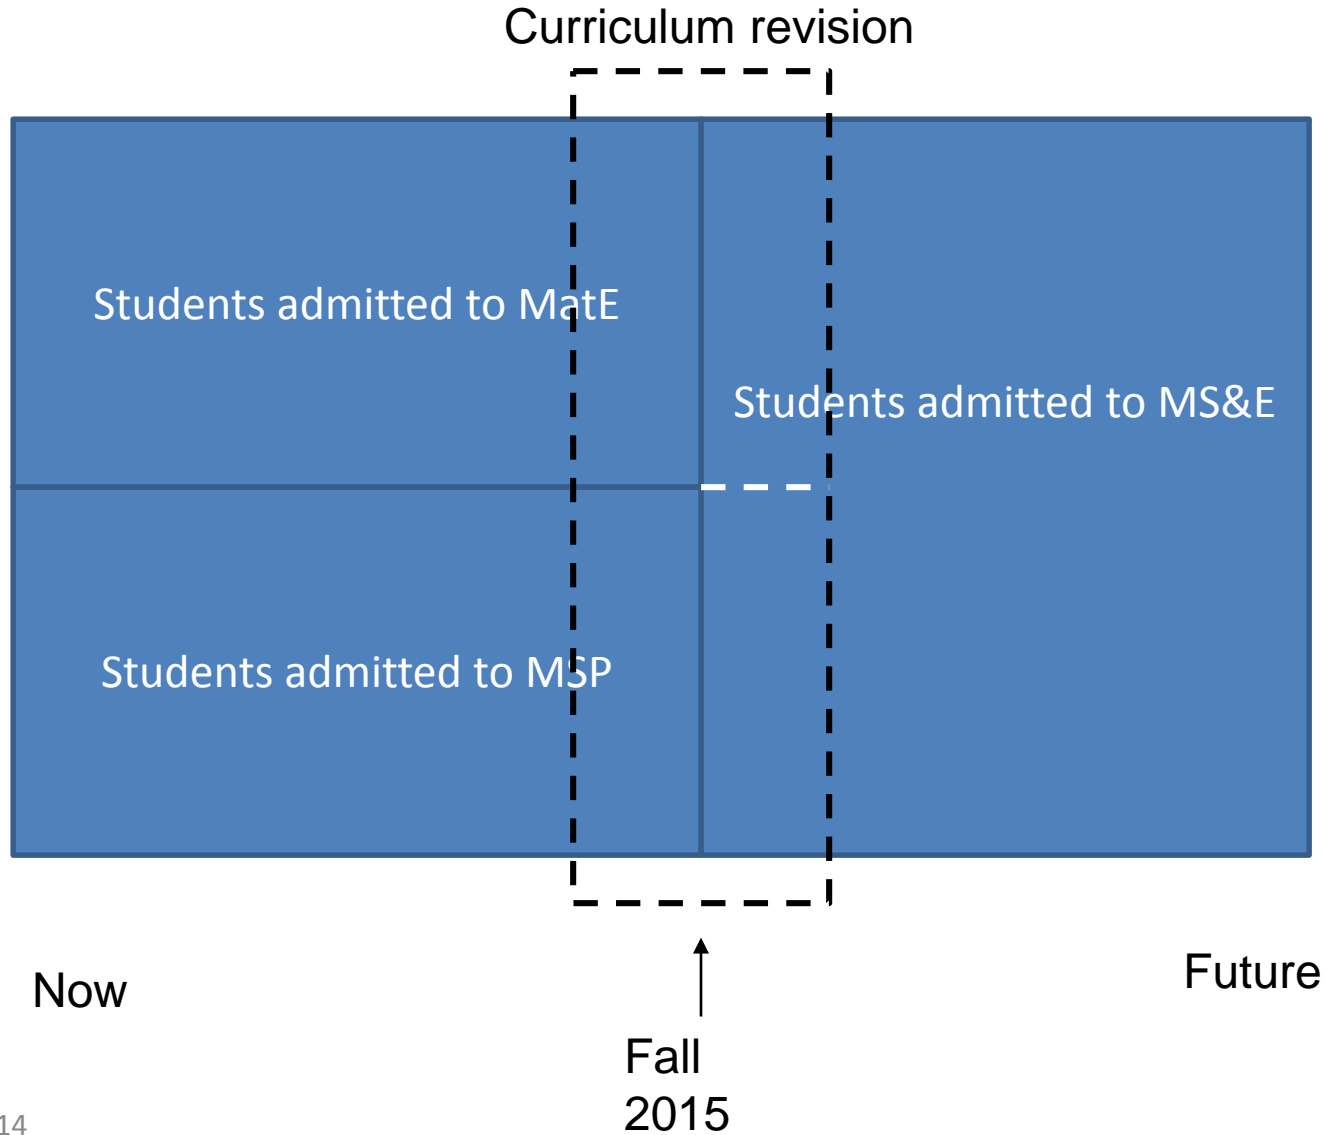 Curriculum revision
Students admitted to MatE
Students admitted to MS&E
Students admitted to MSP
Now
Future
Fall
2015
14